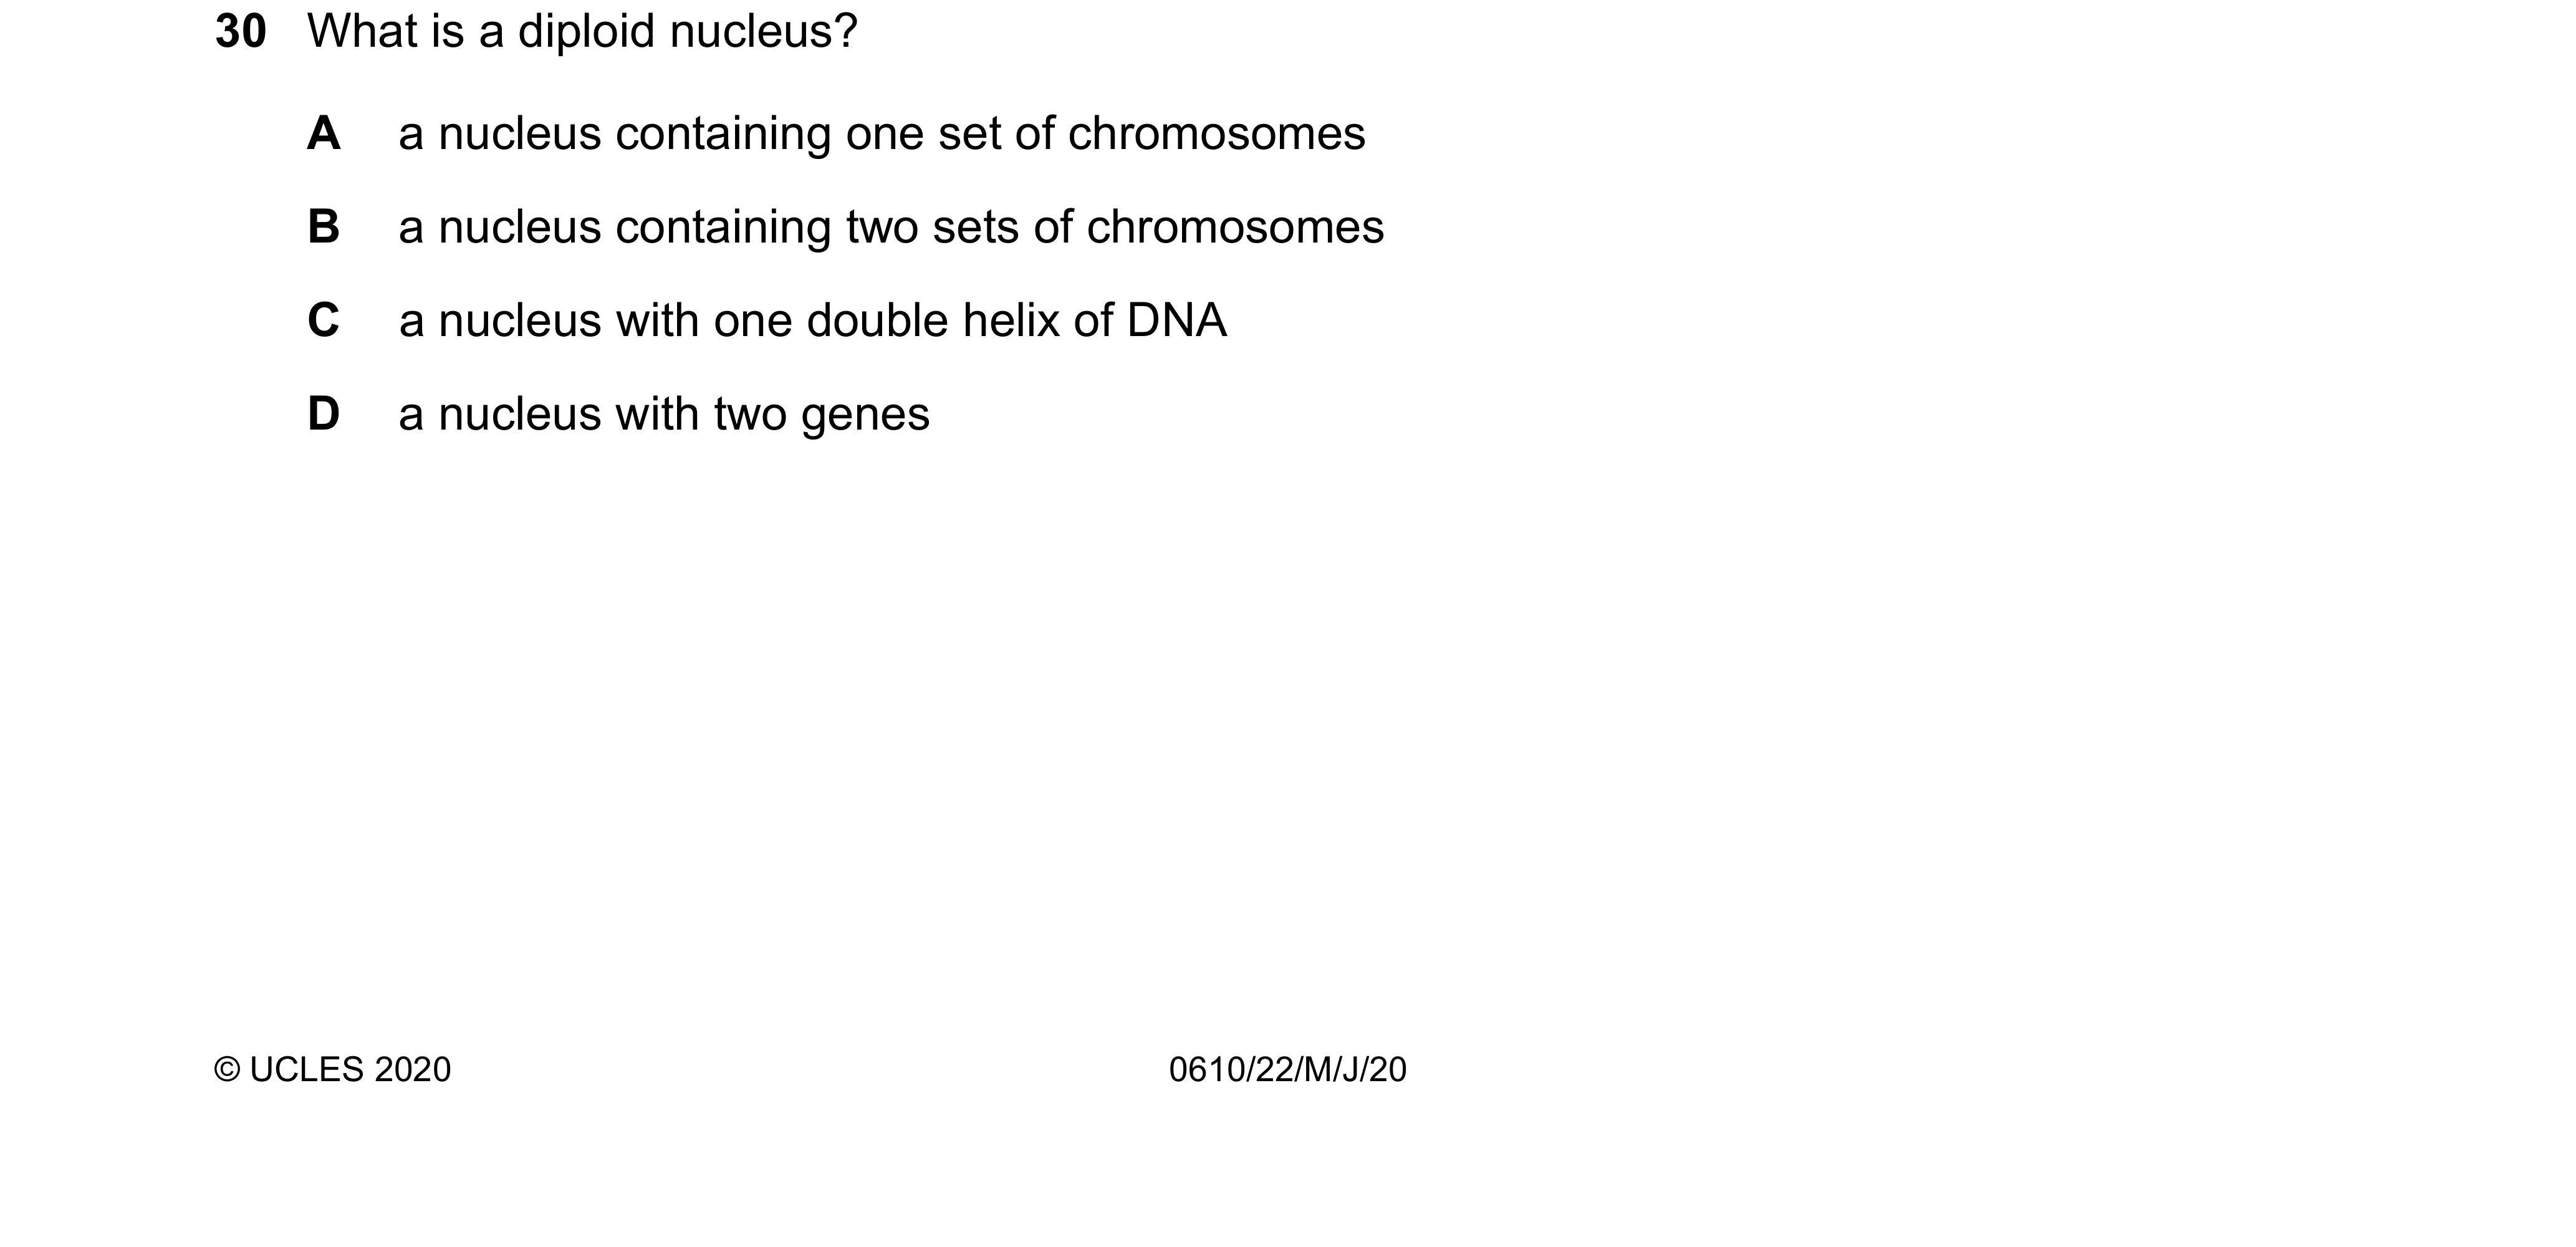 30 What is a diploid nucleus?
A a nucleus containing one set of chromosomes
B a nucleus containing two sets of chromosomes
C a nucleus with one double helix of DNA
D a nucleus with two genes
© UCLES 2020 0610/22/M/J/20